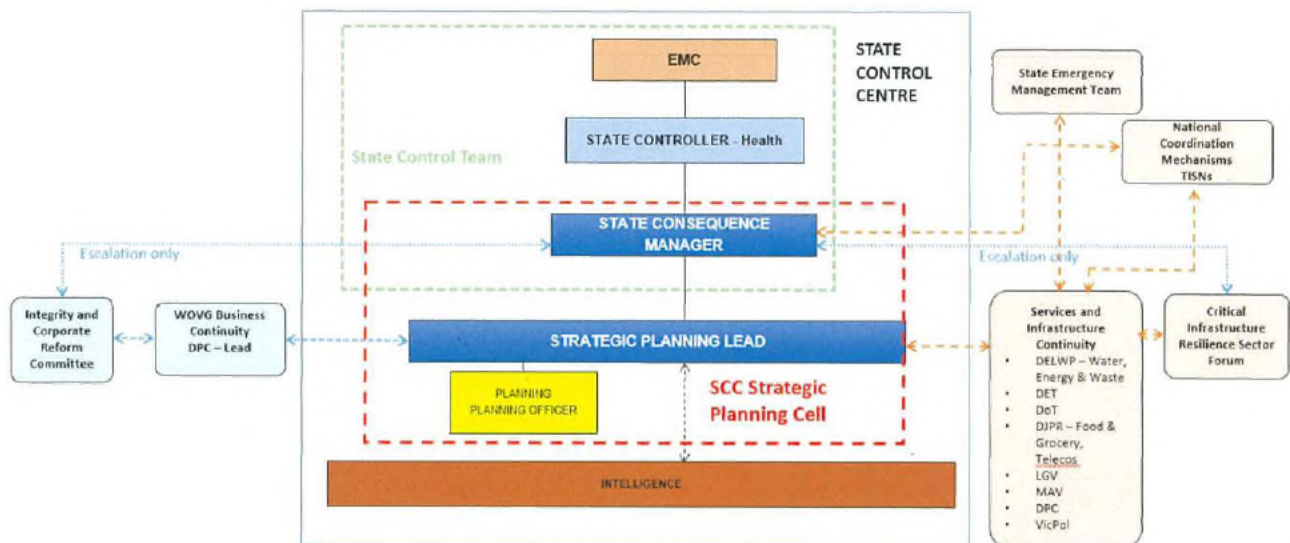 EMC
STATE
CONTROL
CENTRE
State Emergency
Management Team
STATE CONTROLLER - Health
State Control Team
National
Coordination
Mechanisms
TISNs
STATE CONSEQUENCE
MANAGER
Escalation only
Escalation only
Integrity and
Corporate
Reform
Committee
WOVG Business
Continuity
DPC – Lead
STRATEGIC PLANNING LEAD
PLANNING
PLANNING OFFICER
SCC Strategic
Planning Cell
INTELLIGENCE
Services and
Infrastructure
Continuity
• DELWP – Water,
Energy & Waste
• DET
• DoT
• DJPR – Food &
Grocery,
Telecos
• LGV
• MAV
• DPC
• VicPol
Critical
Infrastructure
Resilience Sector
Forum